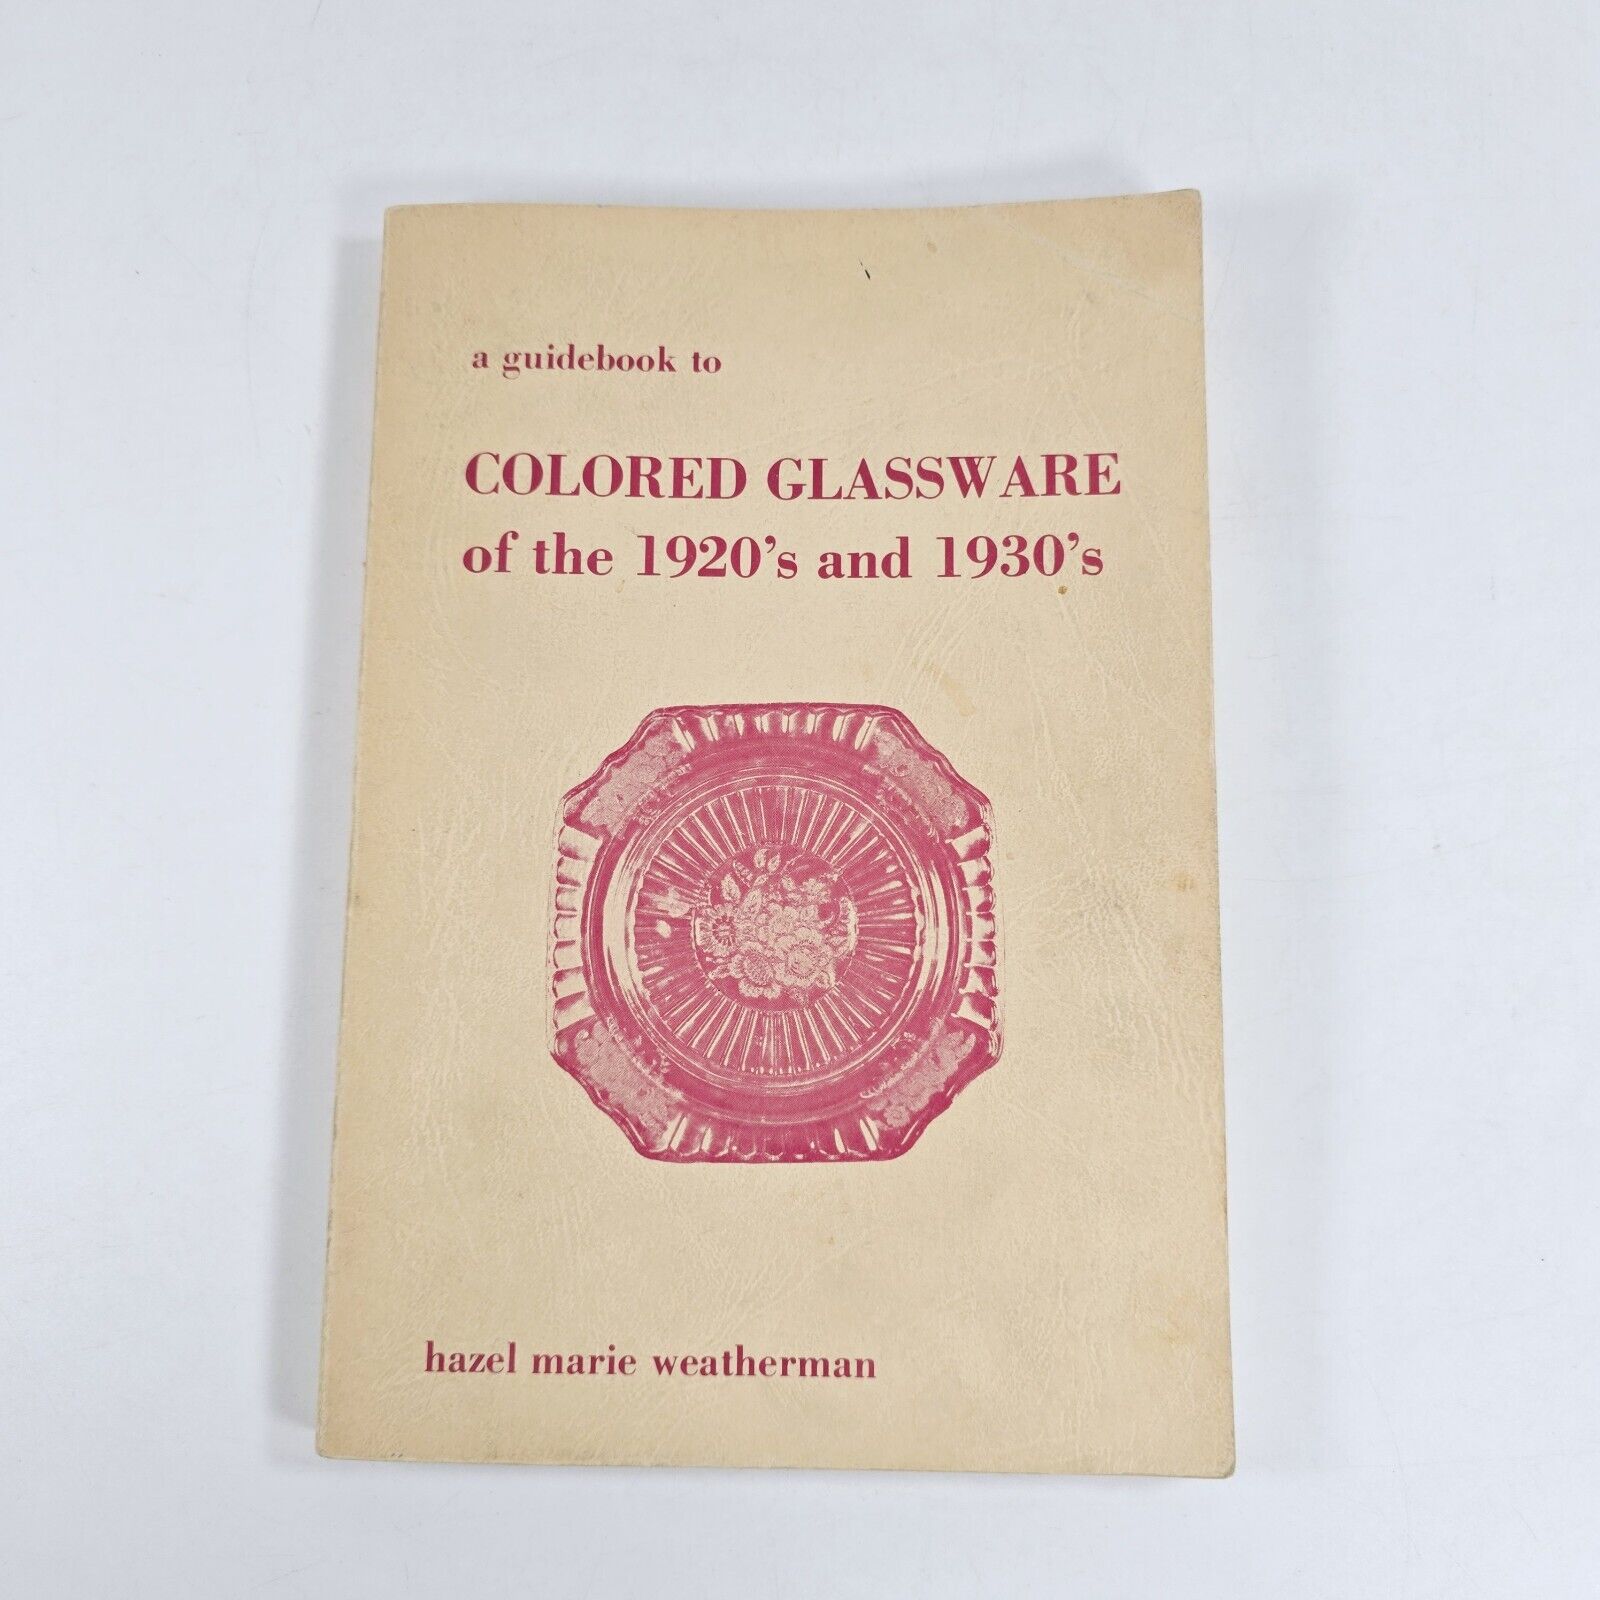 a guidebook to
COLORED GLASSWARE
of the 1920's and 1930's
hazel marie weatherman